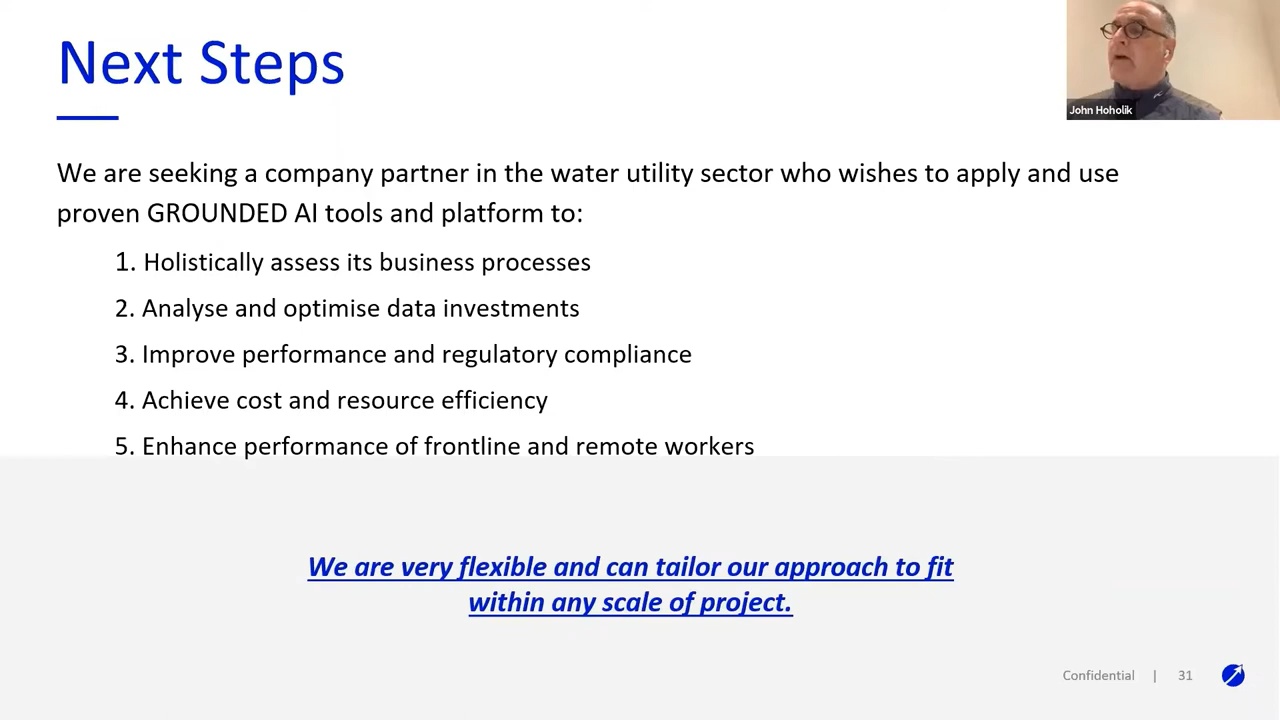 Next Steps
John Hoholik
We are seeking a company partner in the water utility sector who wishes to apply and use
proven GROUNDED AI tools and platform to:
1. Holistically assess its business processes
2. Analyse and optimise data investments
3. Improve performance and regulatory compliance
4. Achieve cost and resource efficiency
5. Enhance performance of frontline and remote workers
We are very flexible and can tailor our approach to fit
within any scale of project.
Confidential | 31